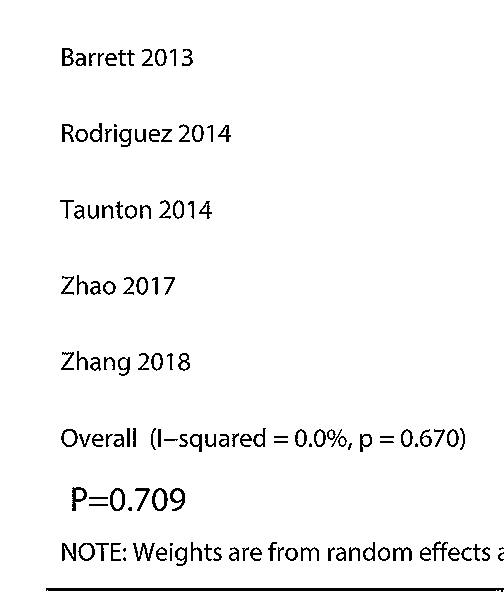 Barrett 2013
Rodriguez 2014
Taunton 2014
Zhao 2017
Zhang 2018
Overall (I−squared = 0.0%, p = 0.670)
P=0.709
NOTE: Weights are from random effects